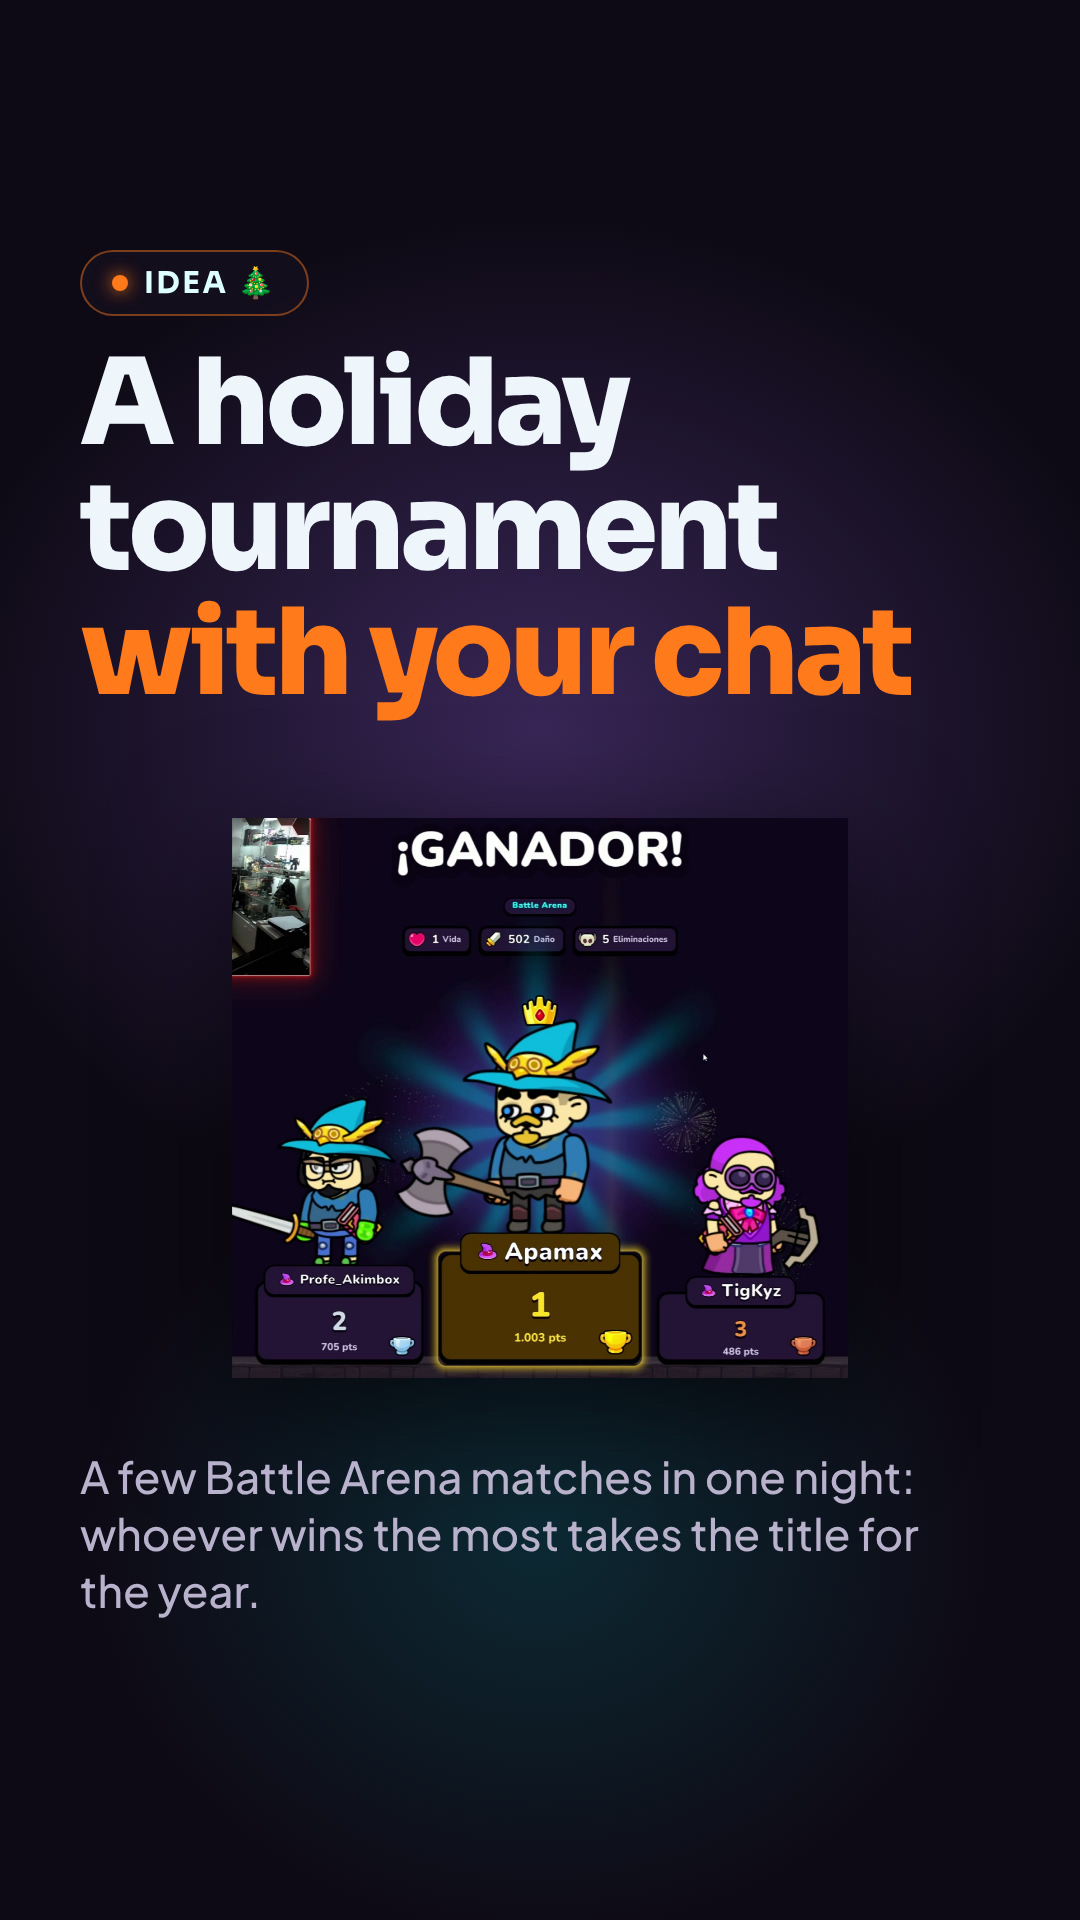 IDEA 🎄
A holiday
tournament
with your chat
¡GANADOR!
Battle Arena
1 Vida
502 Daño
5 Eliminaciones
Apamax
Profe_Akimbox
TigKyz
1
1.003 pts
2
705 pts
3
486 pts
A few Battle Arena matches in one night:
whoever wins the most takes the title for
the year.